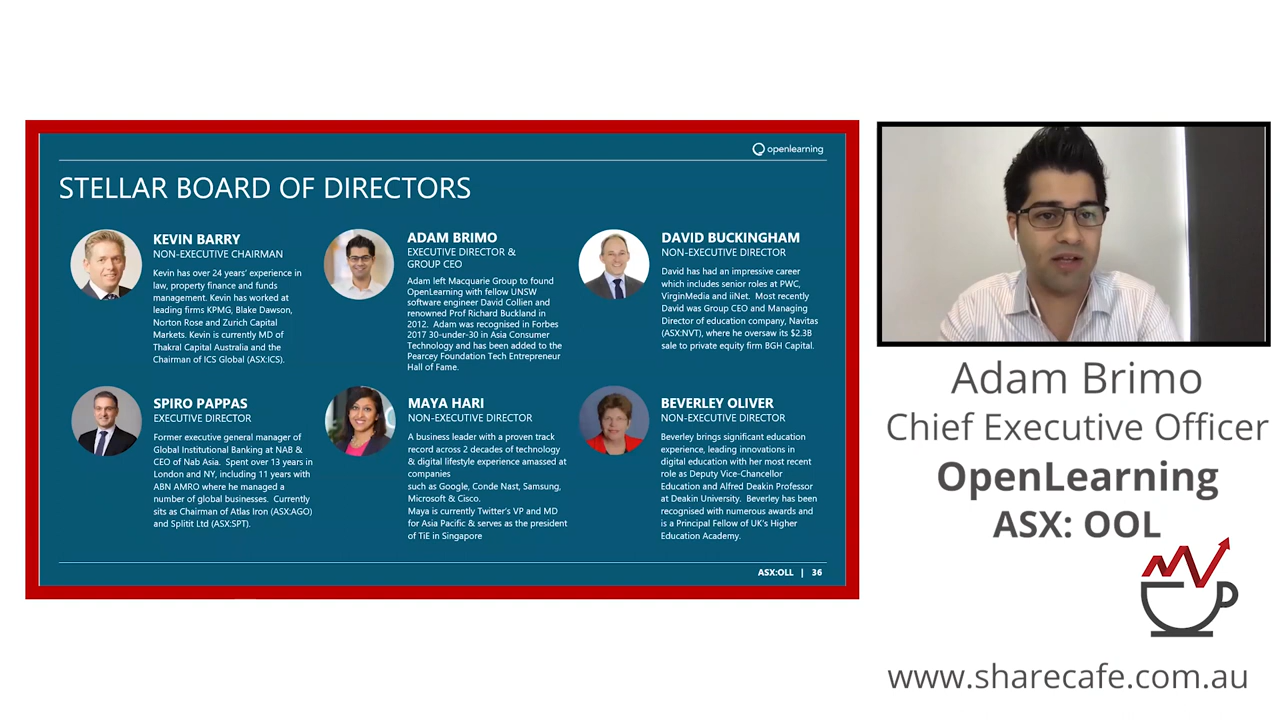 openlearning
STELLAR BOARD OF DIRECTORS
KEVIN BARRY
NON-EXECUTIVE CHAIRMAN
Kevin has over 24 years' experience in
law, property finance and funds
management. Kevin has worked at
leading firms KPMG, Blake Dawson,
Norton Rose and Zurich Capital
Markets. Kevin is currently MD of
Thakral Capital Australia and the
Chairman of ICS Global (ASX:ICS).
ADAM BRIMO
EXECUTIVE DIRECTOR &
GROUP CEO
Adam left Macquarie Group to found
OpenLearning with fellow UNSW
software engineer David Collien and
renowned Prof Richard Buckland in
2012. Adam was recognised in Forbes
2017 30-under-30 in Asia Consumer
Technology and has been added to the
Pearcey Foundation Tech Entrepreneur
Hall of Fame.
DAVID BUCKINGHAM
NON-EXECUTIVE DIRECTOR
David has had an impressive career
which includes senior roles at PWC,
VirginMedia and iiNet. Most recently
David was Group CEO and Managing
Director of education company, Navitas
(ASX:NVT), where he oversaw its $2.3B
sale to private equity firm BGH Capital.
SPIRO PAPPAS
EXECUTIVE DIRECTOR
Former executive general manager of
Global Institutional Banking at NAB &
CEO of Nab Asia. Spent over 13 years in
London and NY, including 11 years with
ABN AMRO where he managed a
number of global businesses. Currently
sits as Chairman of Atlas Iron (ASX:AGO)
and Splitit Ltd (ASX:SPT).
MAYA HARI
NON-EXECUTIVE DIRECTOR
A business leader with a proven track
record across 2 decades of technology
& digital lifestyle experience amassed at
companies
such as Google, Conde Nast, Samsung,
Microsoft & Cisco.
Maya is currently Twitter's VP and MD
for Asia Pacific & serves as the president
of TiE in Singapore
BEVERLEY OLIVER
NON-EXECUTIVE DIRECTOR
Beverley brings significant education
experience, leading innovations in
digital education with her most recent
role as Deputy Vice-Chancellor
Education and Alfred Deakin Professor
at Deakin University. Beverley has been
recognised with numerous awards and
is a Principal Fellow of UK's Higher
Education Academy.
ASX:OLL | 36
Adam Brimo
Chief Executive Officer
OpenLearning
ASX: OOL
www.sharecafe.com.au